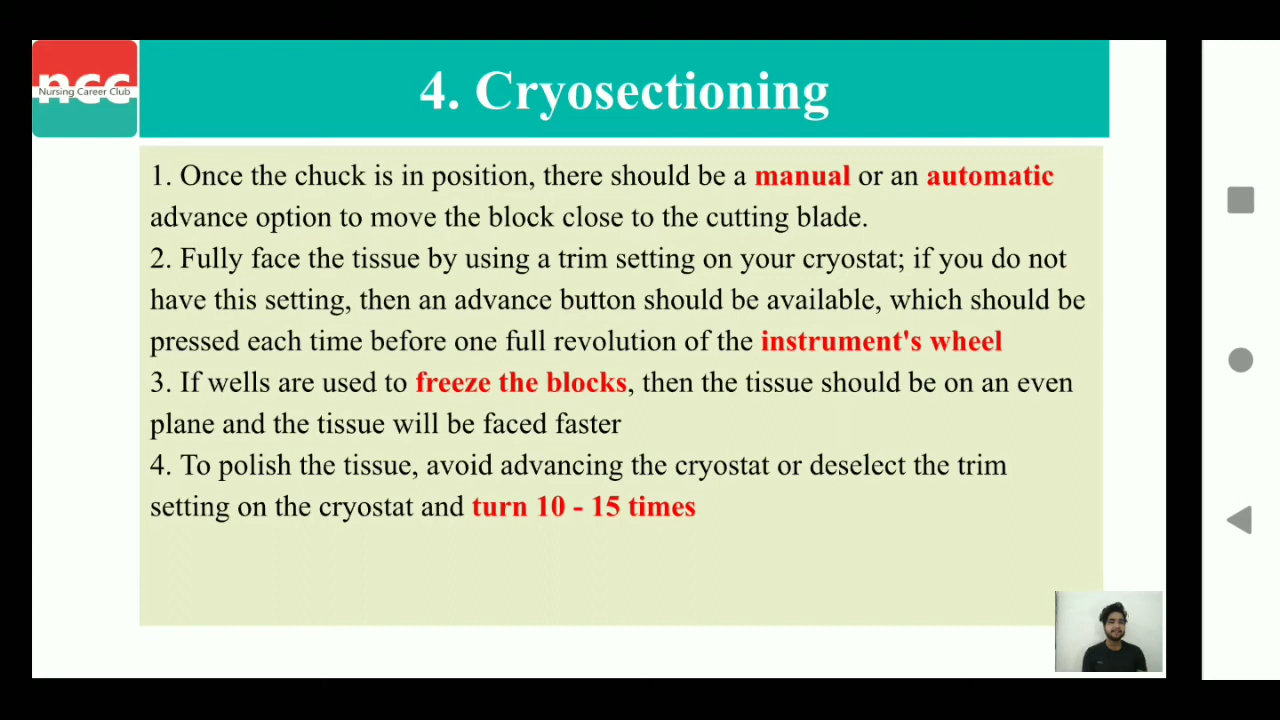 ncc
Nursing Career Club
4. Cryosectioning
1. Once the chuck is in position, there should be a manual or an automatic
advance option to move the block close to the cutting blade.
2. Fully face the tissue by using a trim setting on your cryostat; if you do not
have this setting, then an advance button should be available, which should be
pressed each time before one full revolution of the instrument's wheel
3. If wells are used to freeze the blocks, then the tissue should be on an even
plane and the tissue will be faced faster
4. To polish the tissue, avoid advancing the cryostat or deselect the trim
setting on the cryostat and turn 10 - 15 times